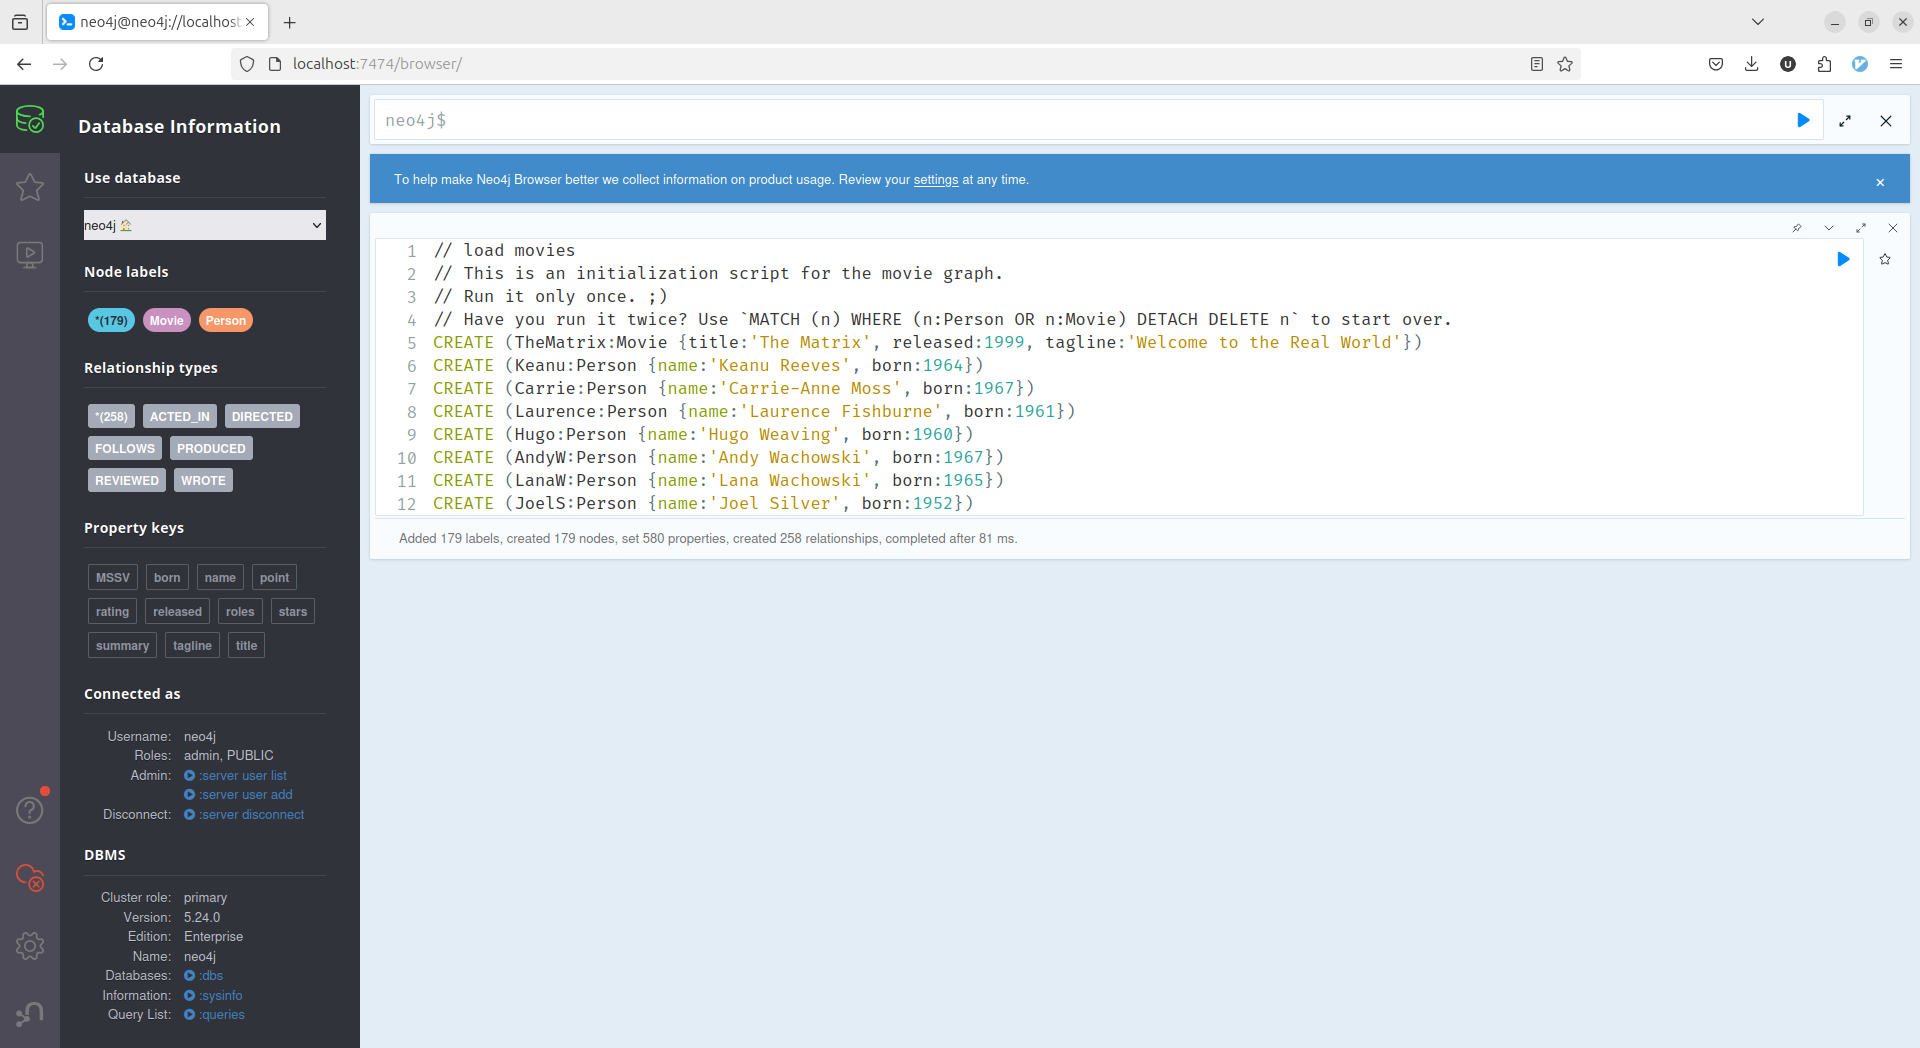 neo4j@neo4j://localhost
localhost:7474/browser/
Database Information
Use database
neo4j
Node labels
*(179) Movie Person
Relationship types
*(258) ACTED_IN DIRECTED
FOLLOWS PRODUCED
REVIEWED WROTE
Property keys
MSSV born name point
rating released roles stars
summary tagline title
Connected as
Username: neo4j
Roles: admin, PUBLIC
Admin: :server user list
:server user add
Disconnect: :server disconnect
DBMS
Cluster role: primary
Version: 5.24.0
Edition: Enterprise
Name: neo4j
Databases: :dbs
Information: :sysinfo
Query List: :queries
neo4j$
To help make Neo4j Browser better we collect information on product usage. Review your settings at any time.
1 // load movies
2 // This is an initialization script for the movie graph.
3 // Run it only once. ;)
4 // Have you run it twice? Use `MATCH (n) WHERE (n:Person OR n:Movie) DETACH DELETE n` to start over.
5 CREATE (TheMatrix:Movie {title:'The Matrix', released:1999, tagline:'Welcome to the Real World'})
6 CREATE (Keanu:Person {name:'Keanu Reeves', born:1964})
7 CREATE (Carrie:Person {name:'Carrie-Anne Moss', born:1967})
8 CREATE (Laurence:Person {name:'Laurence Fishburne', born:1961})
9 CREATE (Hugo:Person {name:'Hugo Weaving', born:1960})
10 CREATE (AndyW:Person {name:'Andy Wachowski', born:1967})
11 CREATE (LanaW:Person {name:'Lana Wachowski', born:1965})
12 CREATE (JoelS:Person {name:'Joel Silver', born:1952})
Added 179 labels, created 179 nodes, set 580 properties, created 258 relationships, completed after 81 ms.